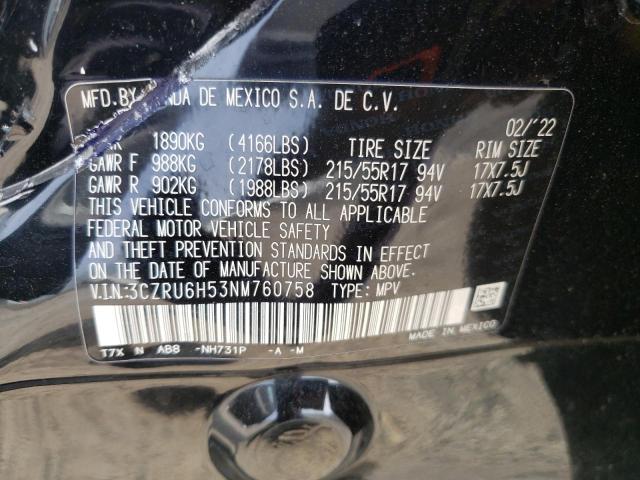 MFD.BY NDA DE MEXICO S.A. DE C.V.
02/'22
1890KG (4166LBS) TIRE SIZE RIM SIZE
GAWR F 988KG (2178LBS) 215/55R17 94V 17X7.5J
GAWR R 902KG (1988LBS) 215/55R17 94V 17X7.5J
THIS VEHICLE CONFORMS TO ALL APPLICABLE
FEDERAL MOTOR VEHICLE SAFETY
AND THEFT PREVENTION STANDARDS IN EFFECT
ON THE DATE OF MANUFACTURE SHOWN ABOVE.
V.I.N:3CZRU6H53NM760758 TYPE: MPV
T7X N AB8 -NH731P -A -M
MADE IN MEXICO